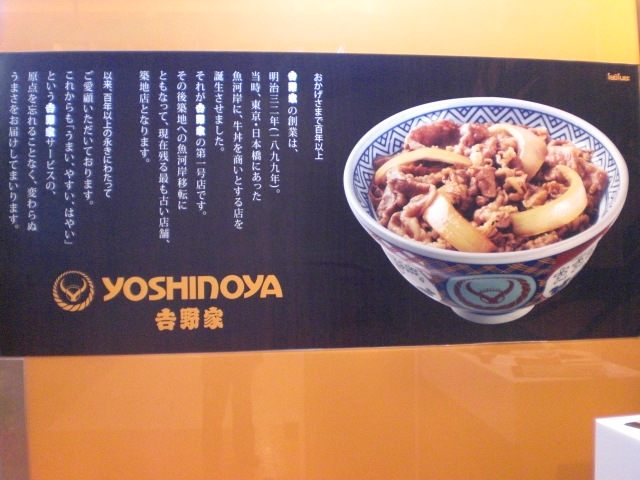 おかげさまで百年以上
吉野家の創業は、
明治三二年(一八九九年)。
当時、東京・日本橋にあった
魚河岸に、牛丼を商いとする店を
誕生させました。
それが吉野家の第一号店です。
その後築地への魚河岸移転に
ともなって、現在残る最も古い店舗、
築地店となります。
以来、百年以上の永きにわたって
ご愛顧いただいております。
これからも「うまい、やすい、はやい」
という吉野家サービスの、
原点を忘れることなく、変わらぬ
うまさをお届けしてまいります。
YOSHINOYA
吉野家